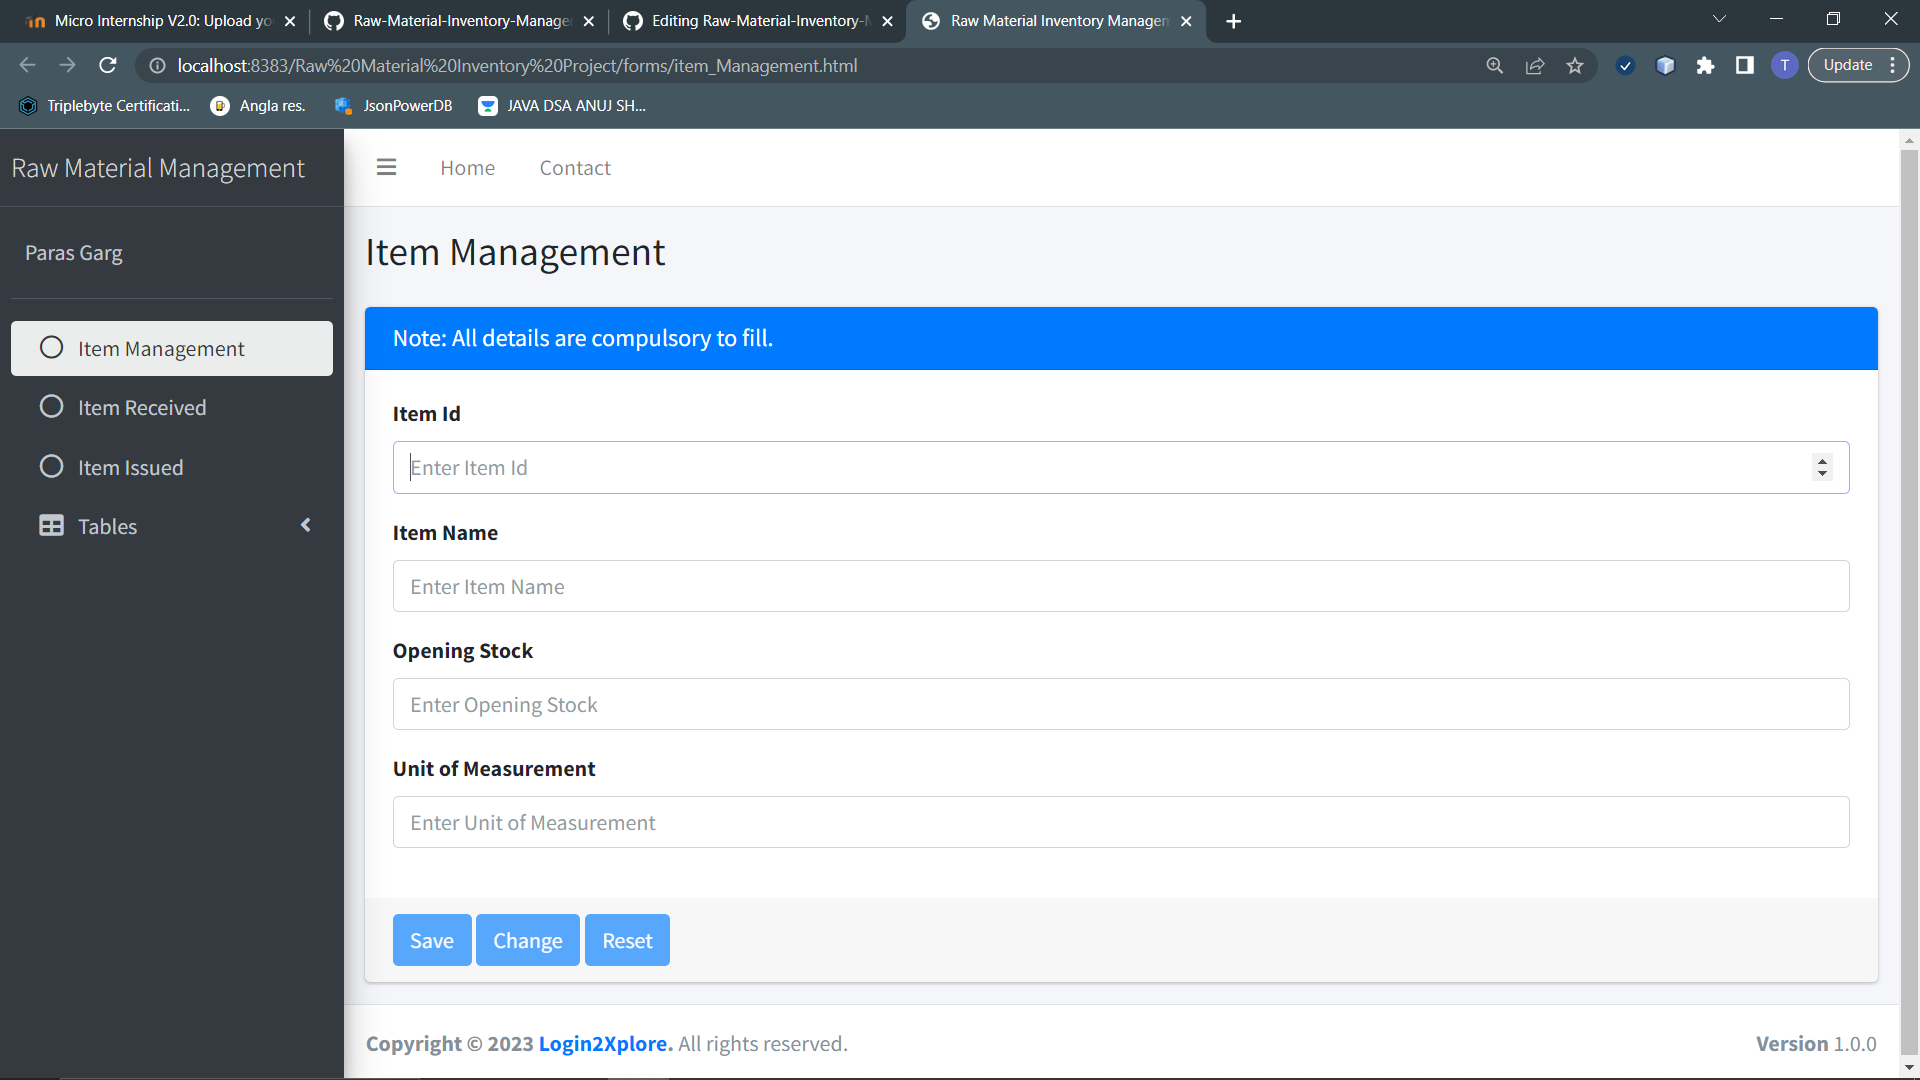 Micro Internship V2.0: Upload yo
Raw-Material-Inventory-Manage
Editing Raw-Material-Inventory-M
Raw Material Inventory Managem
localhost:8383/Raw%20Material%20Inventory%20Project/forms/item_Management.html
T
Update
Triplebyte Certificati...
Angla res.
JsonPowerDB
JAVA DSA ANUJ SH...
Raw Material Management
Home
Contact
Paras Garg
Item Management
Item Received
Item Issued
Tables
Item Management
Note: All details are compulsory to fill.
Item Id
Enter Item Id
Item Name
Enter Item Name
Opening Stock
Enter Opening Stock
Unit of Measurement
Enter Unit of Measurement
Save
Change
Reset
Copyright © 2023 Login2Xplore. All rights reserved.
Version 1.0.0